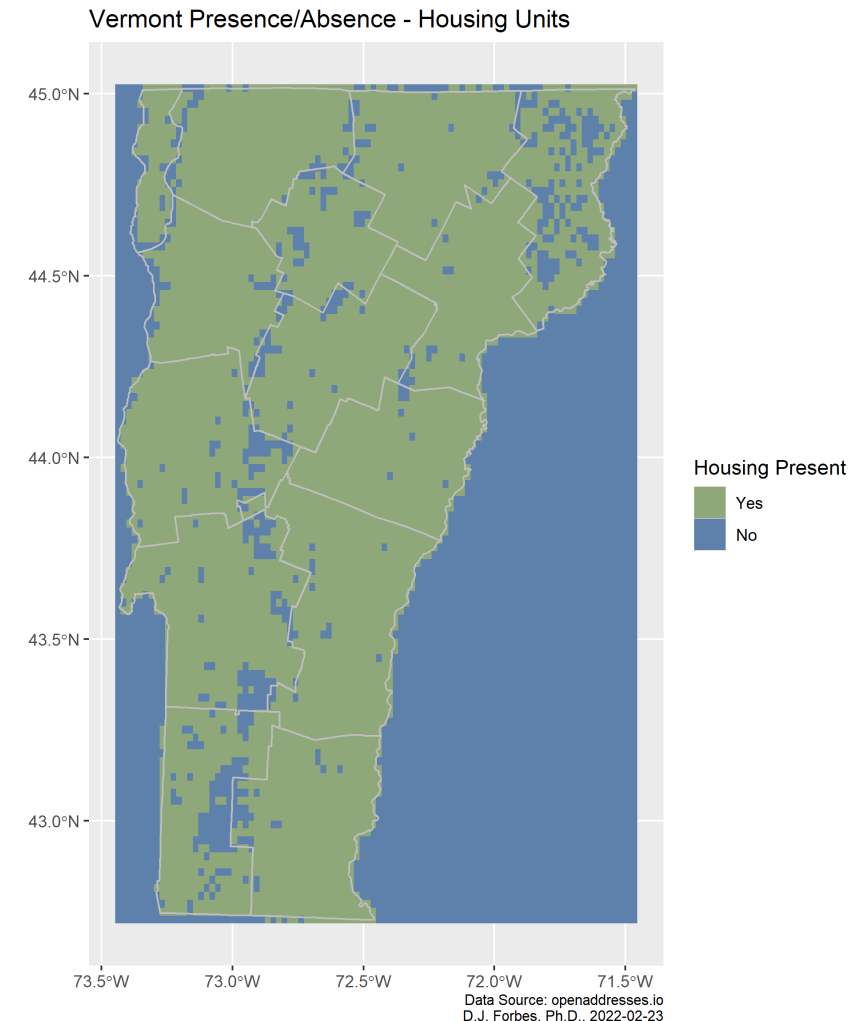 Vermont Presence/Absence - Housing Units
45.0°N
44.5°N
44.0°N
43.5°N
43.0°N
73.5°W
73.0°W
72.5°W
72.0°W
71.5°W
Housing Present
Yes
No
Data Source: openaddresses.io
D.J. Forbes, Ph.D., 2022-02-23